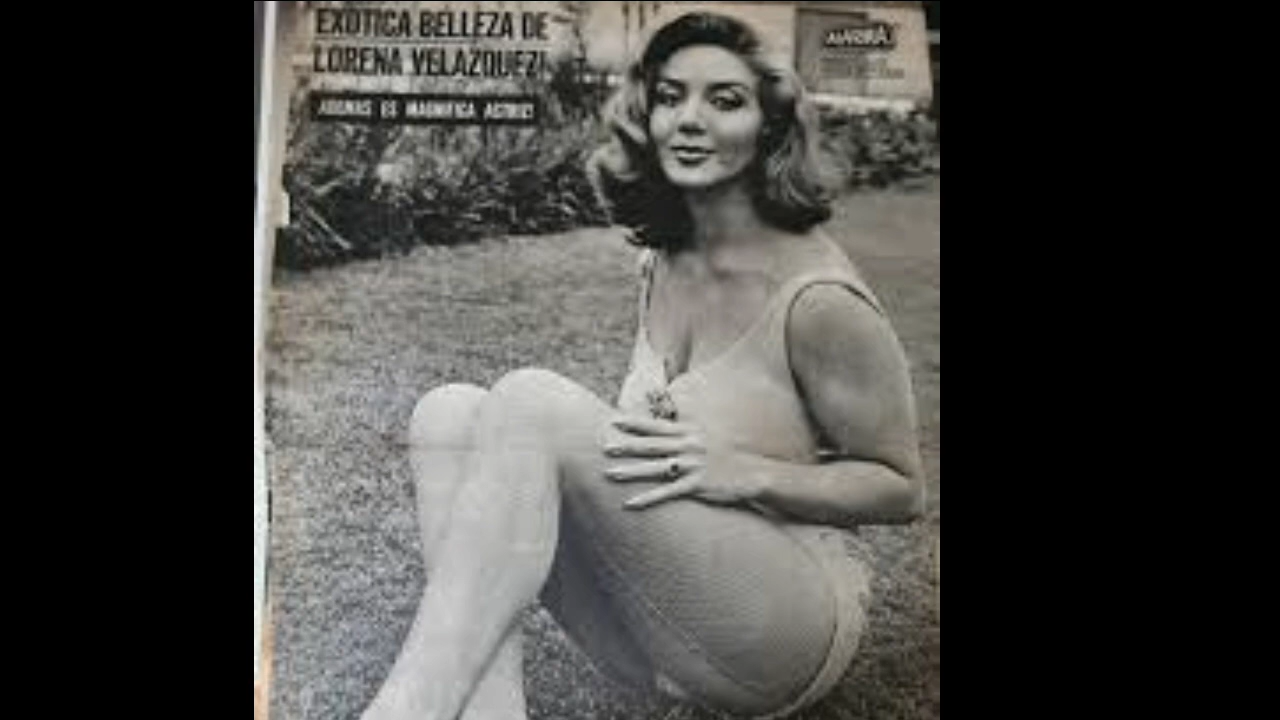 EXOTICA BELLEZA DE
LORENA VELAZQUEZ!
ADEMAS ES MAGNIFICA ACTRIZ!